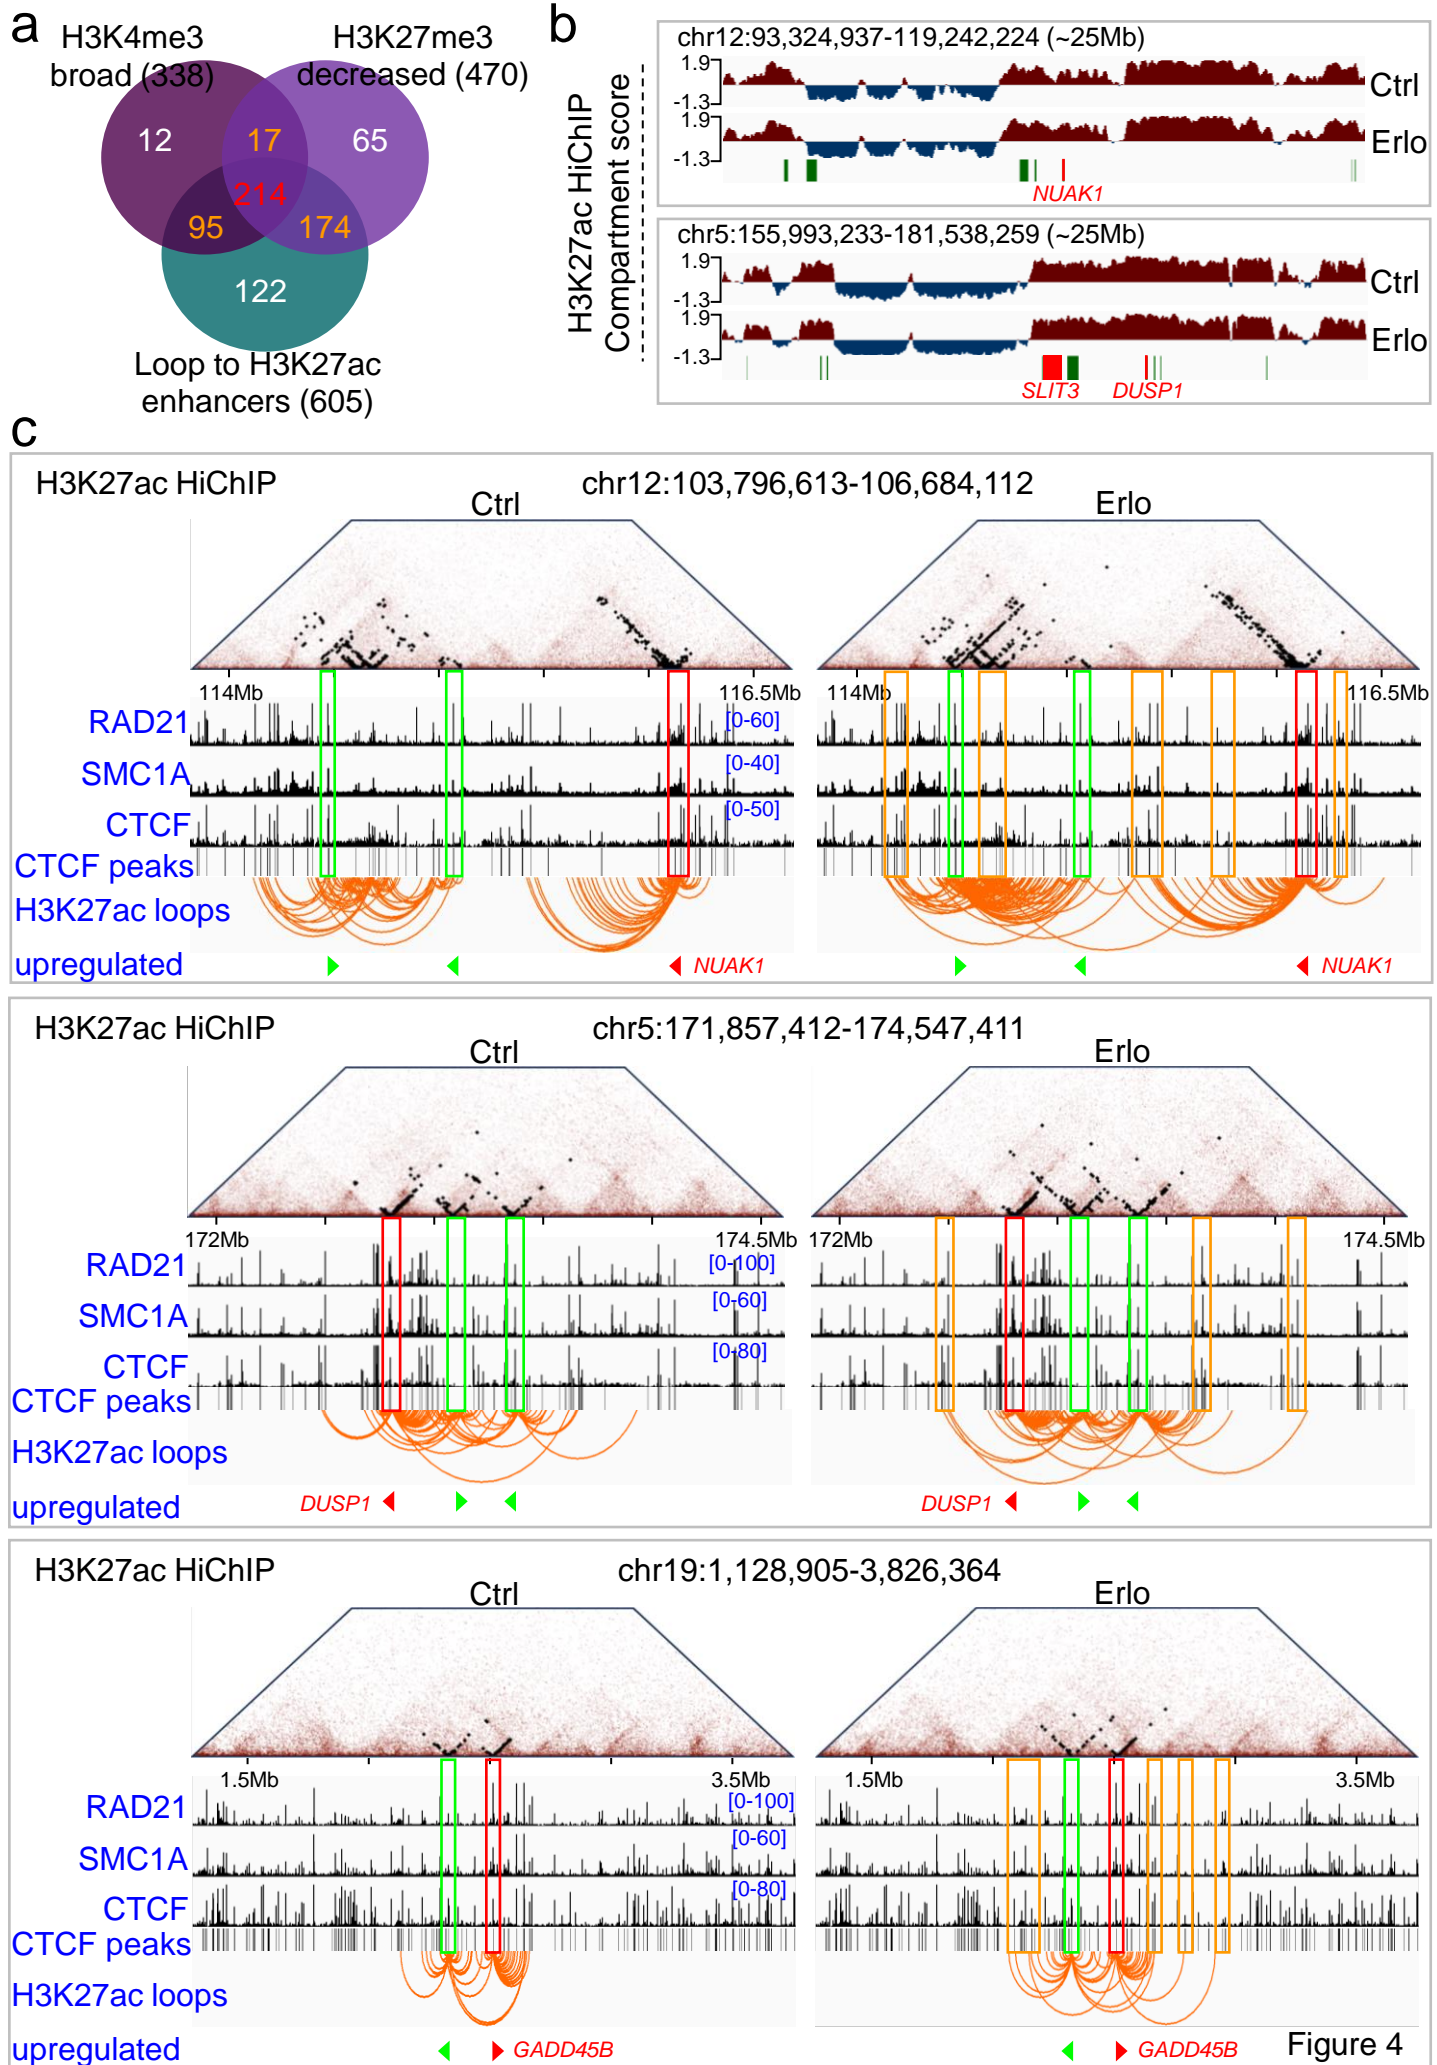 a
H3K4me3
broad (338)
H3K27me3
decreased (470)
12
17
65
214
95
174
122
Loop to H3K27ac
enhancers (605)
b
H3K27ac HiChIP
Compartment score
chr12:93,324,937-119,242,224 (~25Mb)
1.9
-1.3
Ctrl
1.9
-1.3
Erlo
NUAK1
chr5:155,993,233-181,538,259 (~25Mb)
1.9
-1.3
Ctrl
1.9
-1.3
Erlo
SLIT3 DUSP1
c
H3K27ac HiChIP chr12:103,796,613-106,684,112
Ctrl Erlo
114Mb 116.5Mb 114Mb 116.5Mb
RAD21 [0-60]
SMC1A [0-40]
CTCF [0-50]
CTCF peaks
H3K27ac loops
upregulated NUAK1 NUAK1
H3K27ac HiChIP chr5:171,857,412-174,547,411
Ctrl Erlo
172Mb 174.5Mb 172Mb 174.5Mb
RAD21 [0-100]
SMC1A [0-60]
CTCF [0-80]
CTCF peaks
H3K27ac loops
upregulated DUSP1 DUSP1
H3K27ac HiChIP chr19:1,128,905-3,826,364
Ctrl Erlo
1.5Mb 3.5Mb 1.5Mb 3.5Mb
RAD21 [0-100]
SMC1A [0-60]
CTCF [0-80]
CTCF peaks
H3K27ac loops
upregulated GADD45B GADD45B
Figure 4